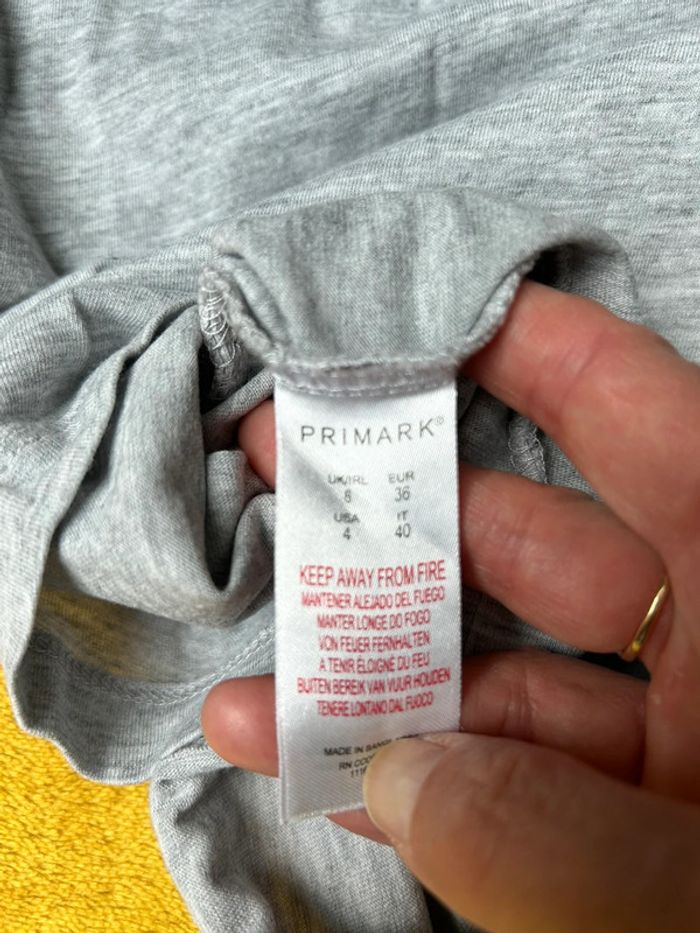 PRIMARK®
UK/IRL EUR
8 36
USA IT
4 40
KEEP AWAY FROM FIRE
MANTENER ALEJADO DEL FUEGO
MANTER LONGE DO FOGO
VON FEUER FERNHALTEN
A TENIR ÉLOIGNÉ DU FEU
BUITEN BEREIK VAN VUUR HOUDEN
TENERE LONTANO DAL FUOCO
MADE IN
RN